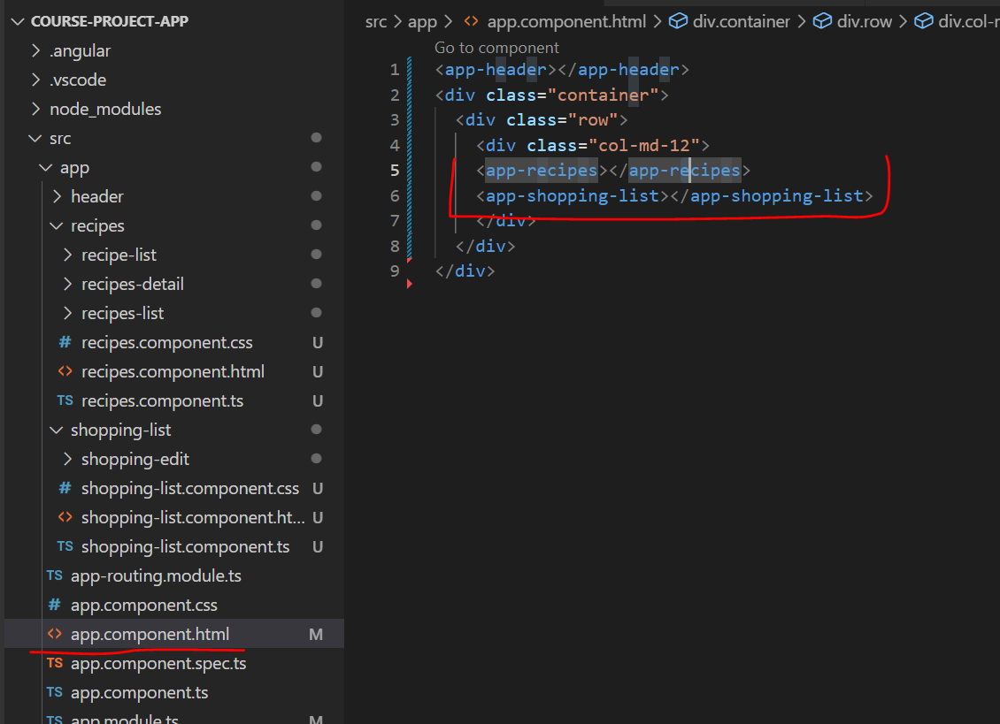 COURSE-PROJECT-APP
.angular
.vscode
node_modules
src
app
header
recipes
recipe-list
recipes-detail
recipes-list
# recipes.component.css U
<> recipes.component.html U
TS recipes.component.ts U
shopping-list
shopping-edit
# shopping-list.component.css U
<> shopping-list.component.ht... U
TS shopping-list.component.ts U
TS app-routing.module.ts
# app.component.css
<> app.component.html M
TS app.component.spec.ts
TS app.component.ts
TS app.module.ts M
src > app > <> app.component.html > div.container > div.row > div.col-
Go to component
1 <app-header></app-header>
2 <div class="container">
3 <div class="row">
4 <div class="col-md-12">
5 <app-recipes></app-recipes>
6 <app-shopping-list></app-shopping-list>
7 </div>
8 </div>
9 </div>